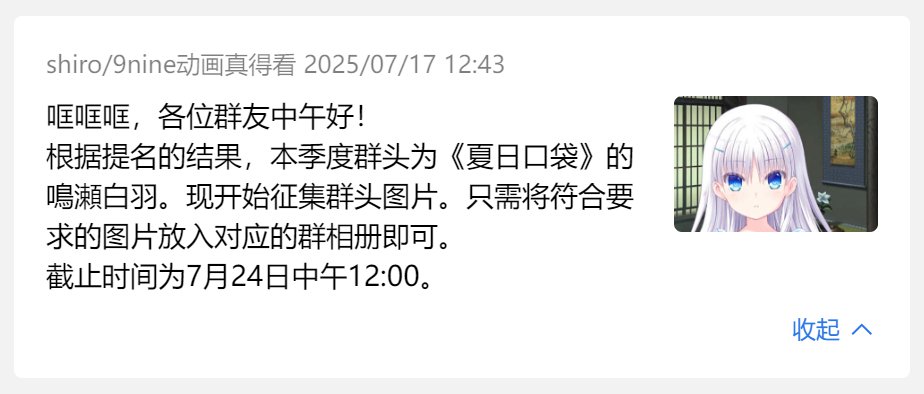 shiro/9nine动画真得看 2025/07/17 12:43
哐哐哐，各位群友中午好！
根据提名的结果，本季度群头为《夏日口袋》的
鳴瀬白羽。现开始征集群头图片。只需将符合要
求的图片放入对应的群相册即可。
截止时间为7月24日中午12:00。
收起